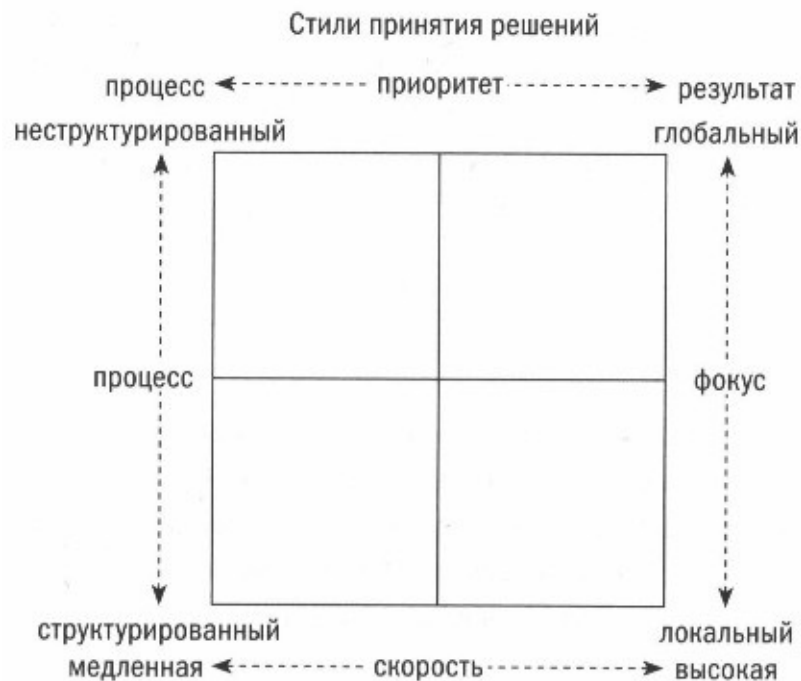 Стили принятия решений
процесс приоритет результат
неструктурированный глобальный
процесс фокус
структурированный локальный
медленная скорость высокая